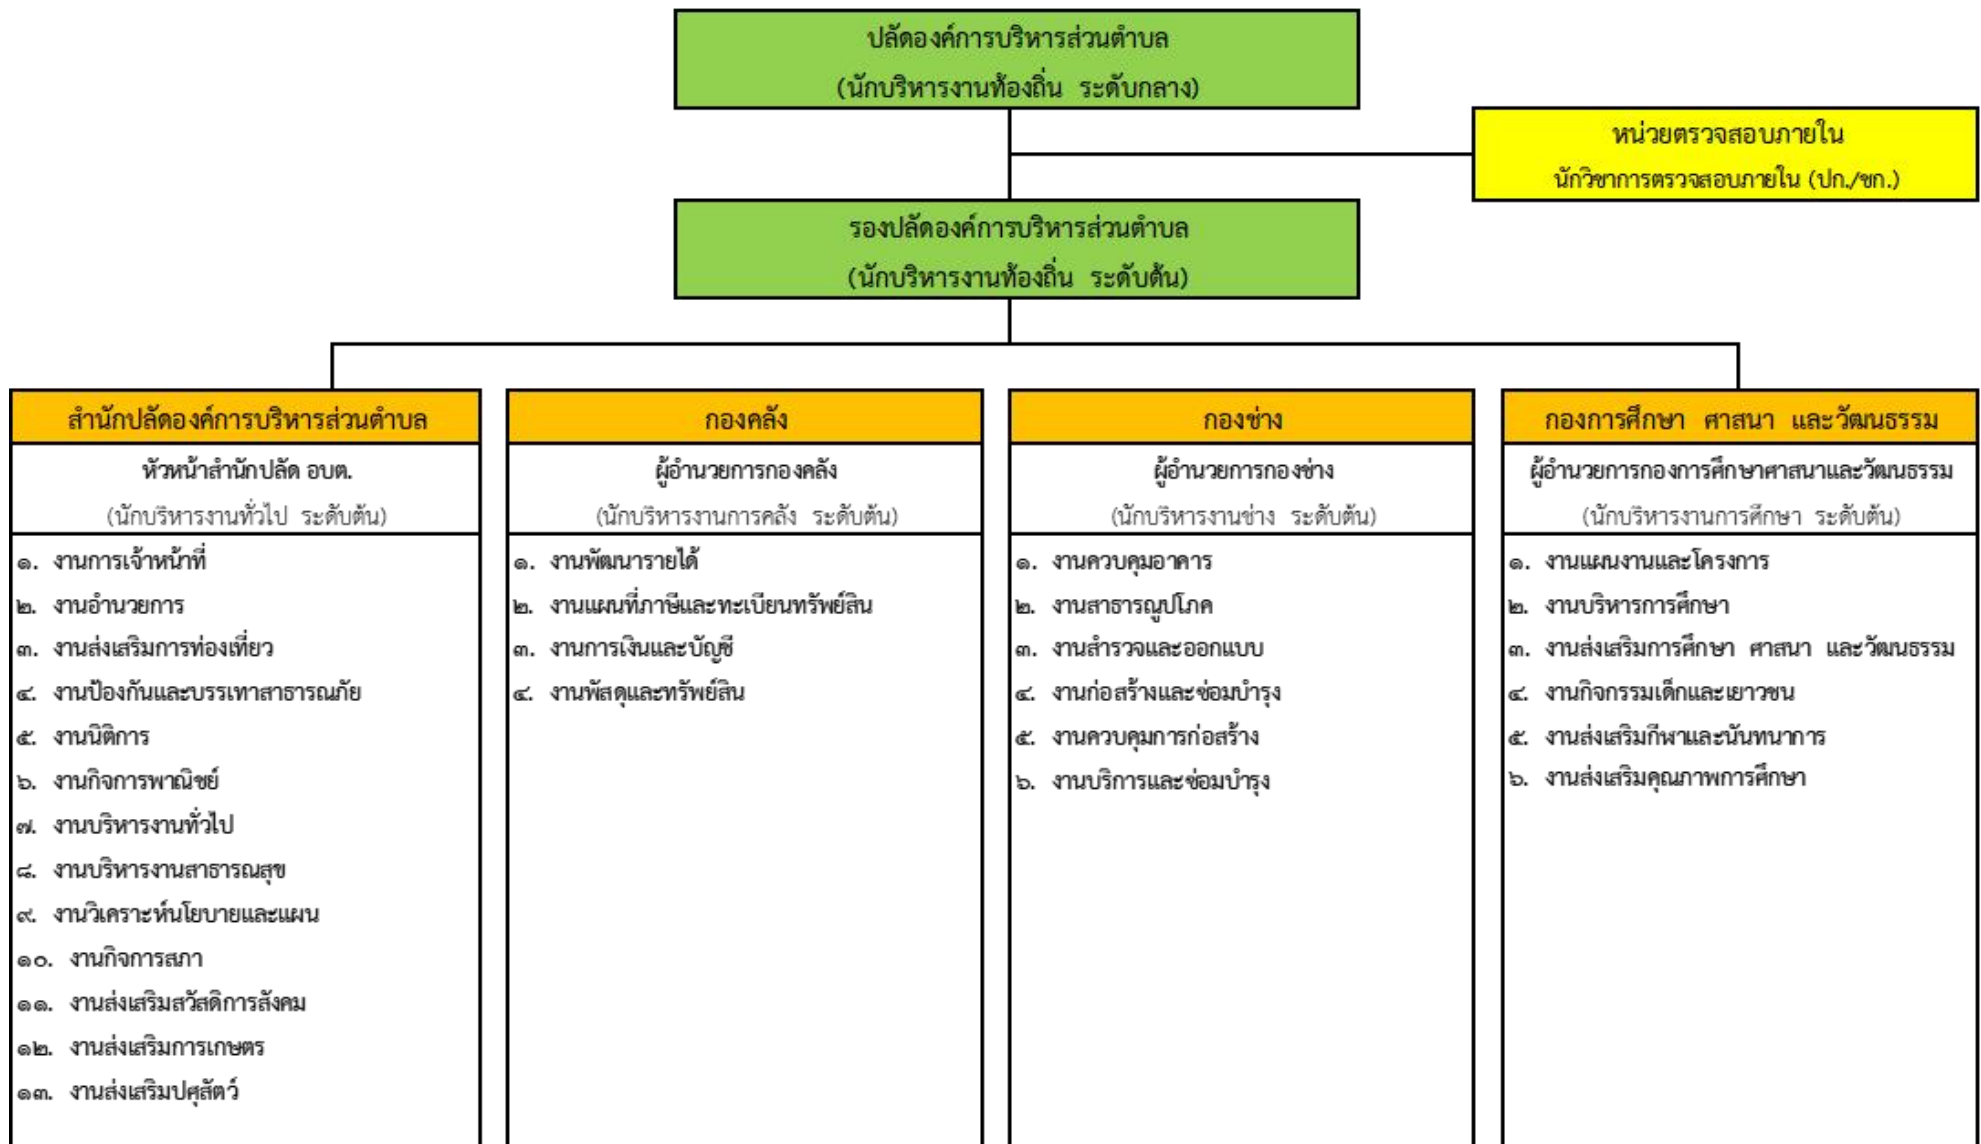 ปลัดองค์การบริหารส่วนตำบล
(นักบริหารงานท้องถิ่น ระดับกลาง)
หน่วยตรวจสอบภายใน
นักวิชาการตรวจสอบภายใน (ปก./ชก.)
รองปลัดองค์การบริหารส่วนตำบล
(นักบริหารงานท้องถิ่น ระดับต้น)
สำนักปลัดองค์การบริหารส่วนตำบล
หัวหน้าสำนักปลัด อบต.
(นักบริหารงานทั่วไป ระดับต้น)
๑. งานการเจ้าหน้าที่
๒. งานอำนวยการ
๓. งานส่งเสริมการท่องเที่ยว
๔. งานป้องกันและบรรเทาสาธารณภัย
๕. งานนิติการ
๖. งานกิจการพาณิชย์
๗. งานบริหารงานทั่วไป
๘. งานบริหารงานสาธารณสุข
๙. งานวิเคราะห์นโยบายและแผน
๑๐. งานกิจการสภา
๑๑. งานส่งเสริมสวัสดิการสังคม
๑๒. งานส่งเสริมการเกษตร
๑๓. งานส่งเสริมปศุสัตว์
กองคลัง
ผู้อำนวยการกองคลัง
(นักบริหารงานการคลัง ระดับต้น)
๑. งานพัฒนารายได้
๒. งานแผนที่ภาษีและทะเบียนทรัพย์สิน
๓. งานการเงินและบัญชี
๔. งานพัสดุและทรัพย์สิน
กองช่าง
ผู้อำนวยการกองช่าง
(นักบริหารงานช่าง ระดับต้น)
๑. งานควบคุมอาคาร
๒. งานสาธารณูปโภค
๓. งานสำรวจและออกแบบ
๔. งานก่อสร้างและซ่อมบำรุง
๕. งานควบคุมการก่อสร้าง
๖. งานบริการและซ่อมบำรุง
กองการศึกษา ศาสนา และวัฒนธรรม
ผู้อำนวยการกองการศึกษาศาสนาและวัฒนธรรม
(นักบริหารงานการศึกษา ระดับต้น)
๑. งานแผนงานและโครงการ
๒. งานบริหารการศึกษา
๓. งานส่งเสริมการศึกษา ศาสนา และวัฒนธรรม
๔. งานกิจกรรมเด็กและเยาวชน
๕. งานส่งเสริมกีฬาและนันทนาการ
๖. งานส่งเสริมคุณภาพการศึกษา